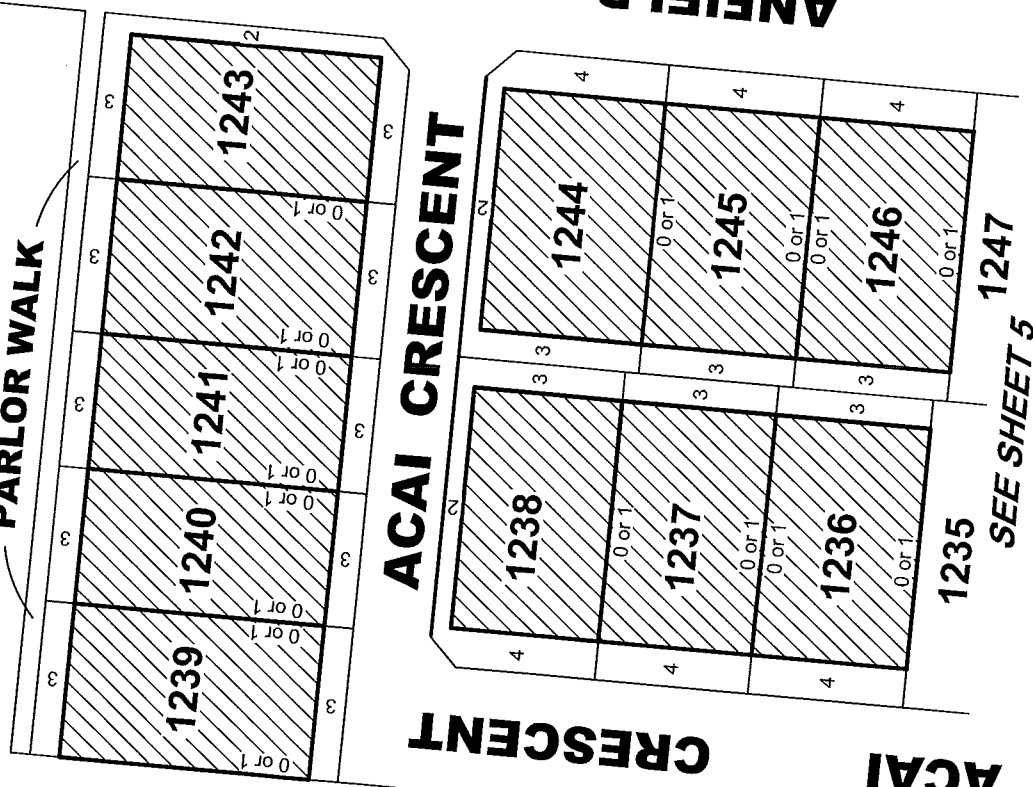 PARLOR WALK
ACAI CRESCENT
CRESCENT
ACAI
SEE SHEET 5
2
3
1243
3
3
1242
0 or 1
0 or 1
3
3
1241
0 or 1
0 or 1
3
3
1240
0 or 1
0 or 1
3
3
1239
0 or 1
0 or 1
3
4
2
1244
3
4
0 or 1
1245
0 or 1
3
4
0 or 1
1246
0 or 1
3
1247
3
2
1238
4
3
0 or 1
1237
0 or 1
4
3
0 or 1
1236
0 or 1
4
1235